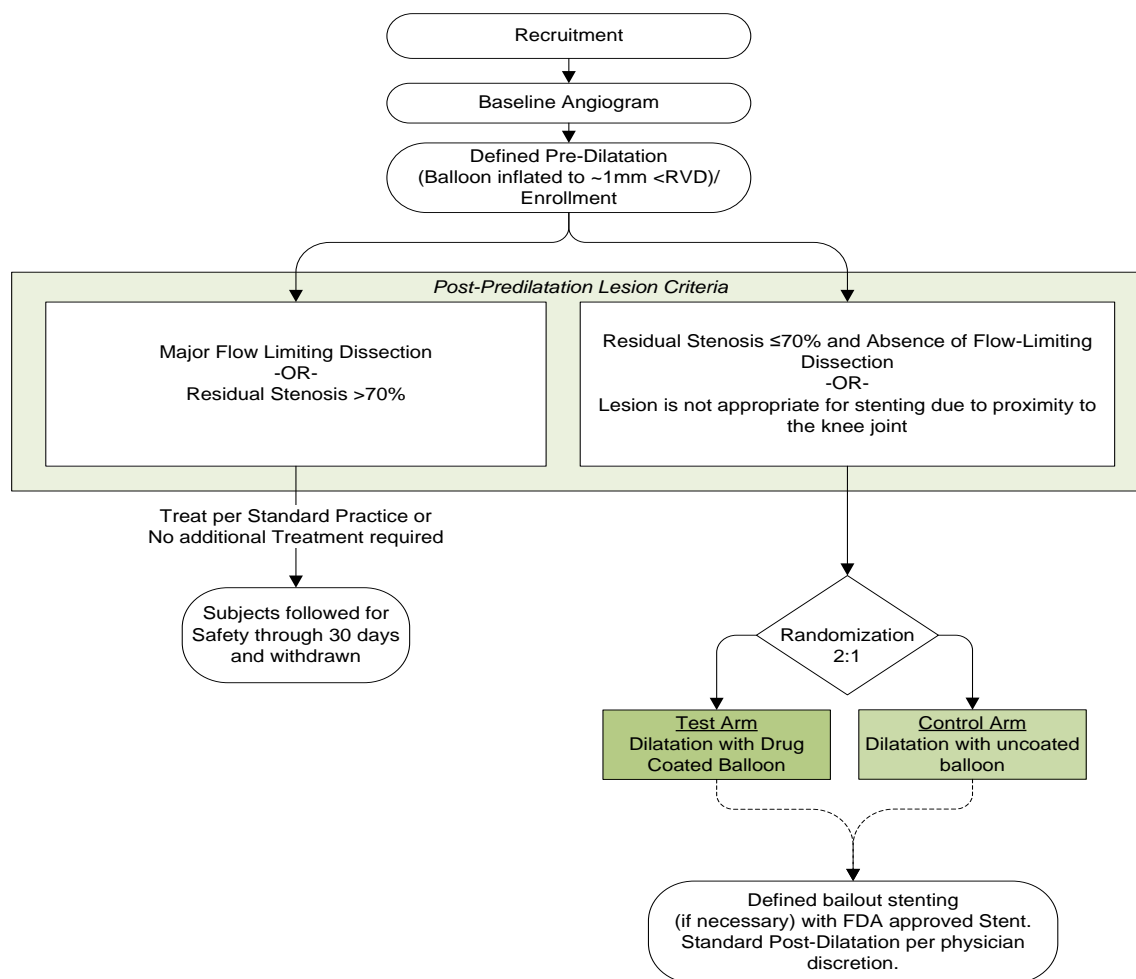 Recruitment
Baseline Angiogram
Defined Pre-Dilatation
(Balloon inflated to ~1mm <RVD)/
Enrollment
Post-Predilatation Lesion Criteria
Major Flow Limiting Dissection
-OR-
Residual Stenosis >70%
Residual Stenosis ≤70% and Absence of Flow-Limiting
Dissection
-OR-
Lesion is not appropriate for stenting due to proximity to
the knee joint
Treat per Standard Practice or
No additional Treatment required
Subjects followed for
Safety through 30 days
and withdrawn
Randomization
2:1
Test Arm
Dilatation with Drug
Coated Balloon
Control Arm
Dilatation with uncoated
balloon
Defined bailout stenting
(if necessary) with FDA approved Stent.
Standard Post-Dilatation per physician
discretion.